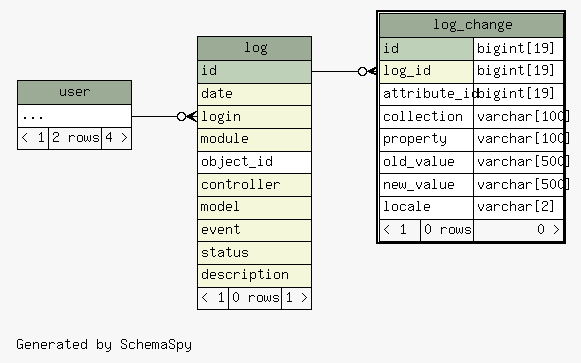 user
...
< 1 2 rows 4 >
log
id
date
login
module
object_id
controller
model
event
status
description
< 1 0 rows 1 >
log_change
id bigint[19]
log_id bigint[19]
attribute_id bigint[19]
collection varchar[100]
property varchar[100]
old_value varchar[500]
new_value varchar[500]
locale varchar[2]
< 1 0 rows 0 >
Generated by SchemaSpy